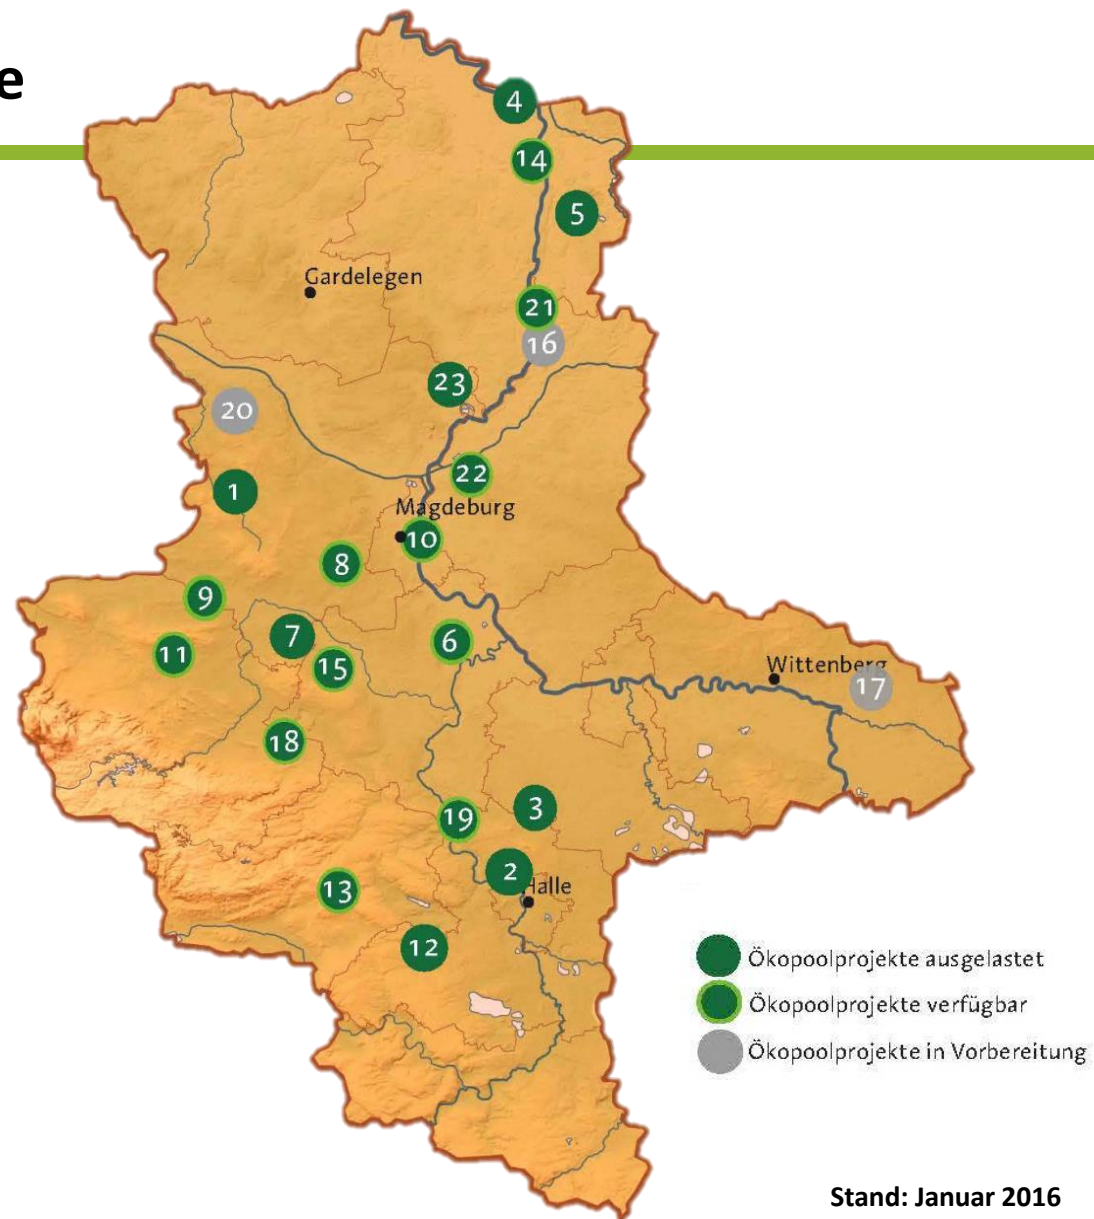 e
4
14
5
Gardelegen
21
16
23
20
22
1
Magdeburg
10
8
9
7
6
11
15
Wittenberg
17
18
3
19
2
Halle
13
12
Ökopoolprojekte ausgelastet
Ökopoolprojekte verfügbar
Ökopoolprojekte in Vorbereitung
Stand: Januar 2016